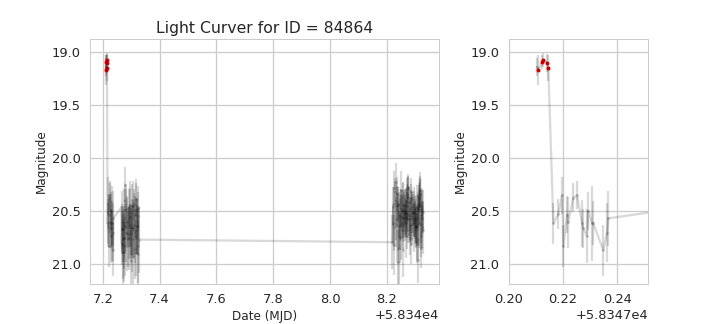 Light Curver for ID = 84864
Magnitude
19.0
19.5
20.0
20.5
21.0
7.2 7.4 7.6 7.8 8.0 8.2
Date (MJD)
+5.834e4
Magnitude
19.0
19.5
20.0
20.5
21.0
0.20 0.22 0.24
+5.8347e4